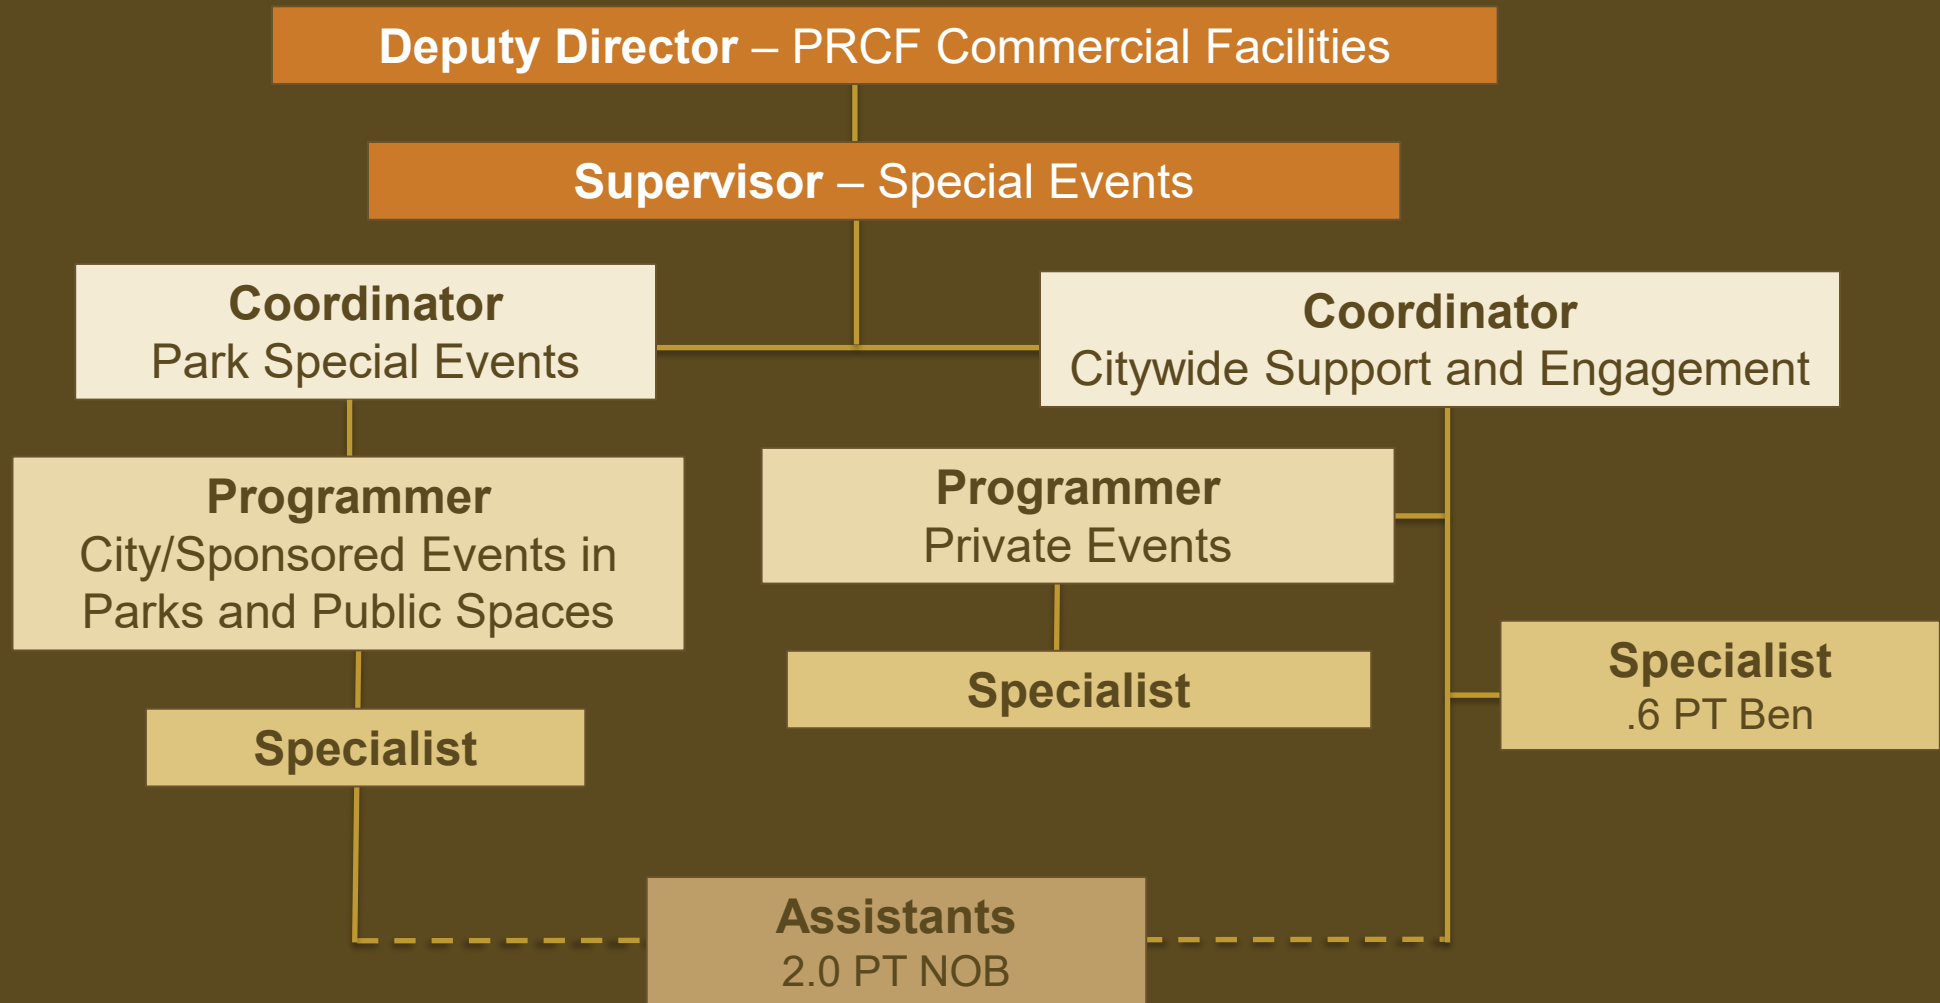 Deputy Director – PRCF Commercial Facilities
Supervisor – Special Events
Coordinator
Park Special Events
Coordinator
Citywide Support and Engagement
Programmer
City/Sponsored Events in
Parks and Public Spaces
Programmer
Private Events
Specialist
Specialist
.6 PT Ben
Specialist
Assistants
2.0 PT NOB